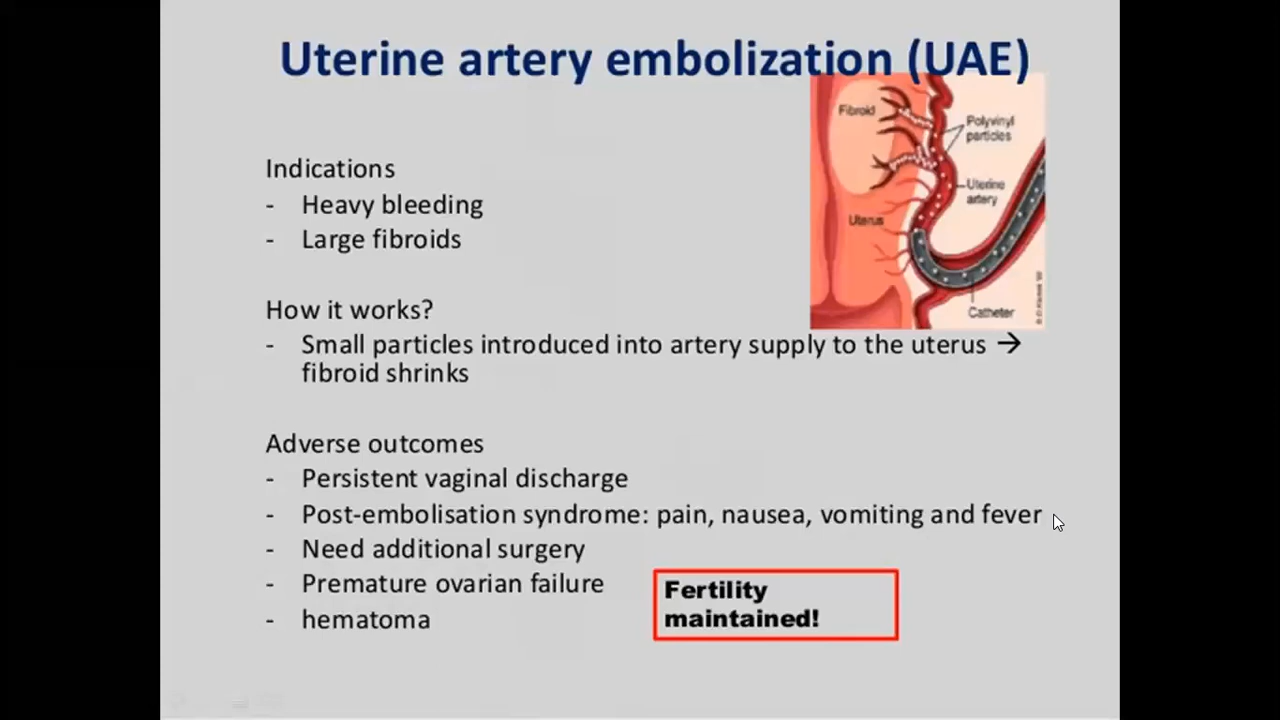 Uterine artery embolization (UAE)
Fibroid
Polyvinyl
particles
Uterine
artery
Uterus
Catheter
Indications
- Heavy bleeding
- Large fibroids
How it works?
- Small particles introduced into artery supply to the uterus →
fibroid shrinks
Adverse outcomes
- Persistent vaginal discharge
- Post-embolisation syndrome: pain, nausea, vomiting and fever
- Need additional surgery
- Premature ovarian failure
- hematoma
Fertility
maintained!